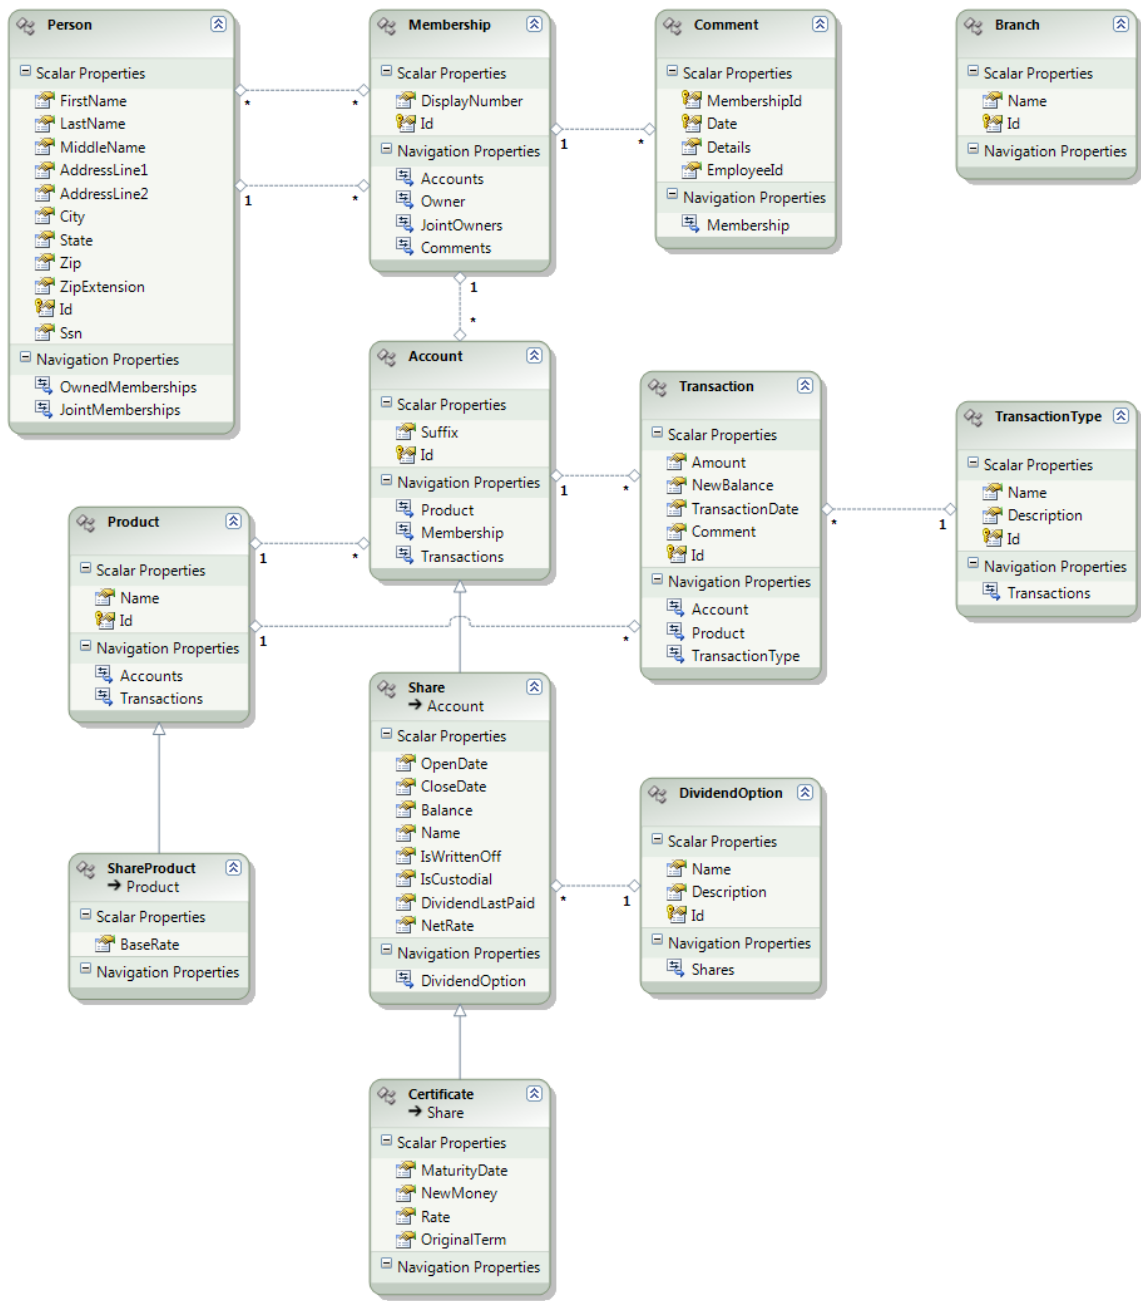 Person
Scalar Properties
FirstName
LastName
MiddleName
AddressLine1
AddressLine2
City
State
Zip
ZipExtension
Id
Ssn
Navigation Properties
OwnedMemberships
JointMemberships
*
*
1
*
Membership
Scalar Properties
DisplayNumber
Id
Navigation Properties
Accounts
Owner
JointOwners
Comments
1
*
Comment
Scalar Properties
MembershipId
Date
Details
EmployeeId
Navigation Properties
Membership
Branch
Scalar Properties
Name
Id
Navigation Properties
1
*
Account
Scalar Properties
Suffix
Id
Navigation Properties
Product
Membership
Transactions
1
*
Transaction
Scalar Properties
Amount
NewBalance
TransactionDate
Comment
Id
Navigation Properties
Account
Product
TransactionType
*
1
TransactionType
Scalar Properties
Name
Description
Id
Navigation Properties
Transactions
Product
Scalar Properties
Name
Id
Navigation Properties
Accounts
Transactions
1
*
1
*
Share
➔ Account
Scalar Properties
OpenDate
CloseDate
Balance
Name
IsWrittenOff
IsCustodial
DividendLastPaid
NetRate
Navigation Properties
DividendOption
*
1
DividendOption
Scalar Properties
Name
Description
Id
Navigation Properties
Shares
ShareProduct
➔ Product
Scalar Properties
BaseRate
Navigation Properties
Certificate
➔ Share
Scalar Properties
MaturityDate
NewMoney
Rate
OriginalTerm
Navigation Properties